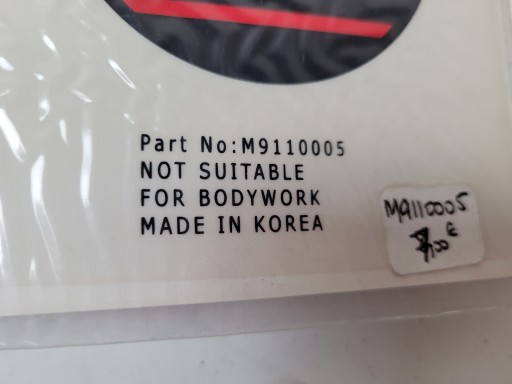 Part No:M9110005
NOT SUITABLE
FOR BODYWORK
MADE IN KOREA
M9110005